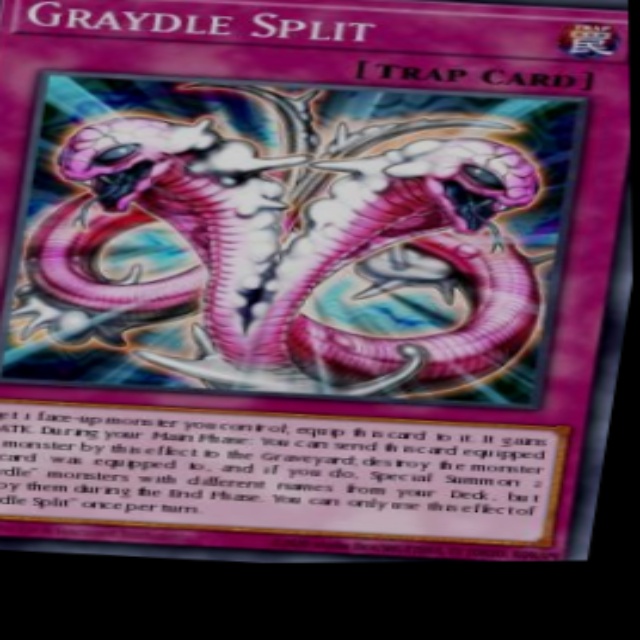 GRAYDLE SPLIT
罠
[TRAP CARD]
1 face-up monster you control; equip this card to it. It gains
ATK. During your Main Phase: You can send this card equipped
monster by this effect to the Graveyard; destroy the monster
card was equipped to, and if you do, Special Summon 2
dle" monsters with different names from your Deck, but
by them during the End Phase. You can only use this effect of
dle Split" once per turn.